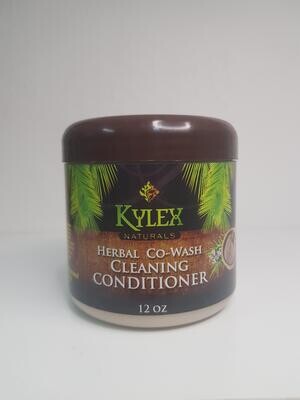 KYLEX
NATURALS
HERBAL CO-WASH
CLEANING
CONDITIONER
12 OZ